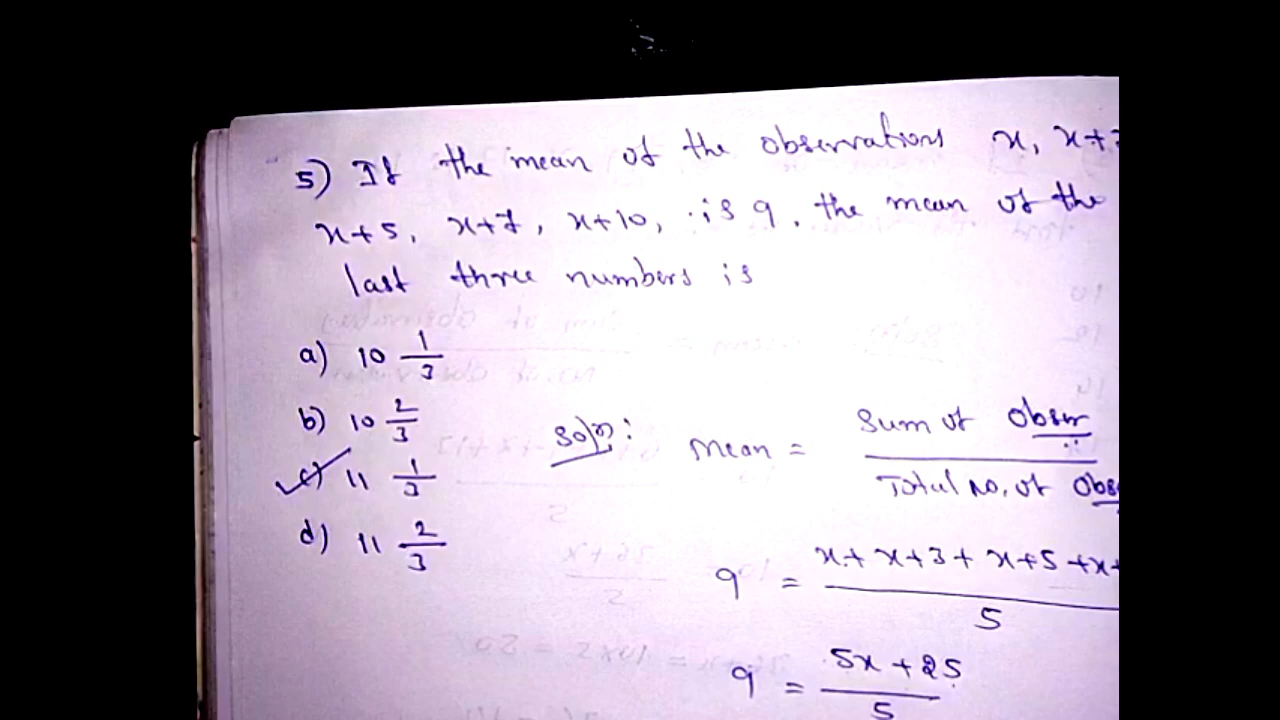 5) If the mean of the observations x, x+3
x+5, x+7, x+10, is 9, the mean of the
last three numbers is
a) 10 1/3
b) 10 2/3
c) 11 1/3
d) 11 2/3
Soln: Mean = Sum of Obser / Total no. of Obs
9 = x+x+3+x+5+x+ / 5
9 = 5x+25 / 5